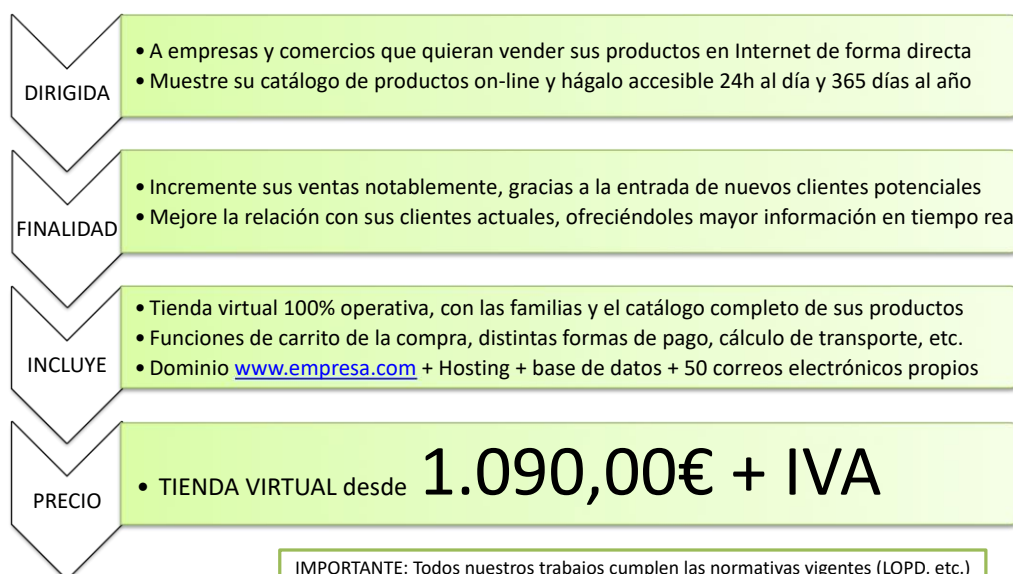 DIRIGIDA
• A empresas y comercios que quieran vender sus productos en Internet de forma directa
• Muestre su catálogo de productos on-line y hágalo accesible 24h al día y 365 días al año
FINALIDAD
• Incremente sus ventas notablemente, gracias a la entrada de nuevos clientes potenciales
• Mejore la relación con sus clientes actuales, ofreciéndoles mayor información en tiempo rea
INCLUYE
• Tienda virtual 100% operativa, con las familias y el catálogo completo de sus productos
• Funciones de carrito de la compra, distintas formas de pago, cálculo de transporte, etc.
• Dominio www.empresa.com + Hosting + base de datos + 50 correos electrónicos propios
PRECIO
• TIENDA VIRTUAL desde 1.090,00€ + IVA
IMPORTANTE: Todos nuestros trabajos cumplen las normativas vigentes (LOPD, etc.)